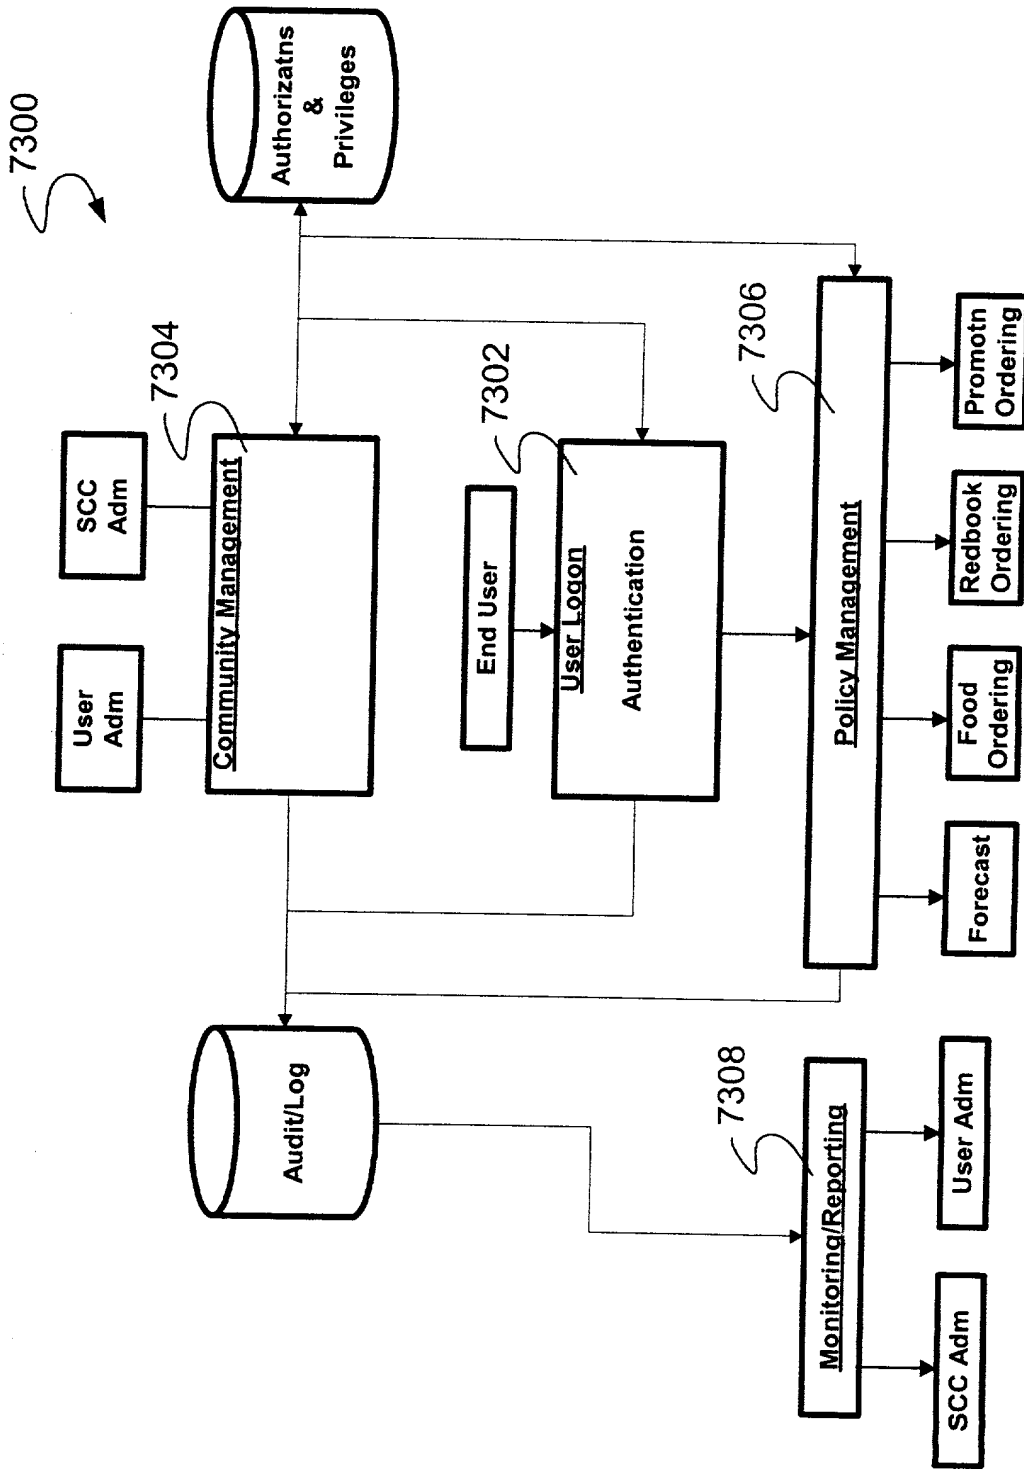 7300
User
Adm
SCC
Adm
7304
Community Management
Audit/Log
Authorizatns
&
Privileges
End User
7302
User Logon
Authentication
7308
Monitoring/Reporting
7306
Policy Management
SCC Adm
User Adm
Forecast
Food
Ordering
Redbook
Ordering
Promotn
Ordering